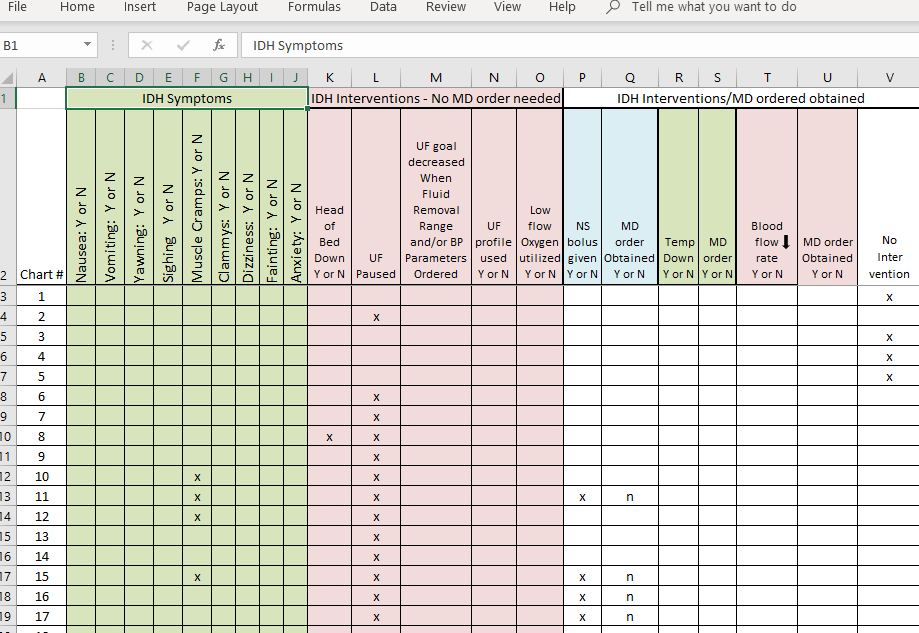 File Home Insert Page Layout Formulas Data Review View Help Tell me what you want to do
B1 fx IDH Symptoms
A B C D E F G H I J K L M N O P Q R S T U V
1 IDH Symptoms IDH Interventions - No MD order needed IDH Interventions/MD ordered obtained
2 Chart # Nausea: Y or N Vomiting: Y or N Yawning: Y or N Sighing Y or N Muscle Cramps: Y or N Clammys: Y or N Dizziness: Y or N Fainting: Y or N Anxiety: Y or N Head of Bed Down Y or N UF Paused UF goal decreased When Fluid Removal Range and/or BP Parameters Ordered UF profile used Y or N Low flow Oxygen utilized Y or N NS bolus given Y or N MD order Obtained Y or N Temp Down Y or N MD order Y or N Blood flow rate Y or N MD order Obtained Y or N No Inter vention
3 1 x
4 2 x
5 3 x
6 4 x
7 5 x
8 6 x
9 7 x
10 8 x x
11 9 x
12 10 x x
13 11 x x x n
14 12 x x
15 13 x
16 14 x
17 15 x x x n
18 16 x x n
19 17 x x n